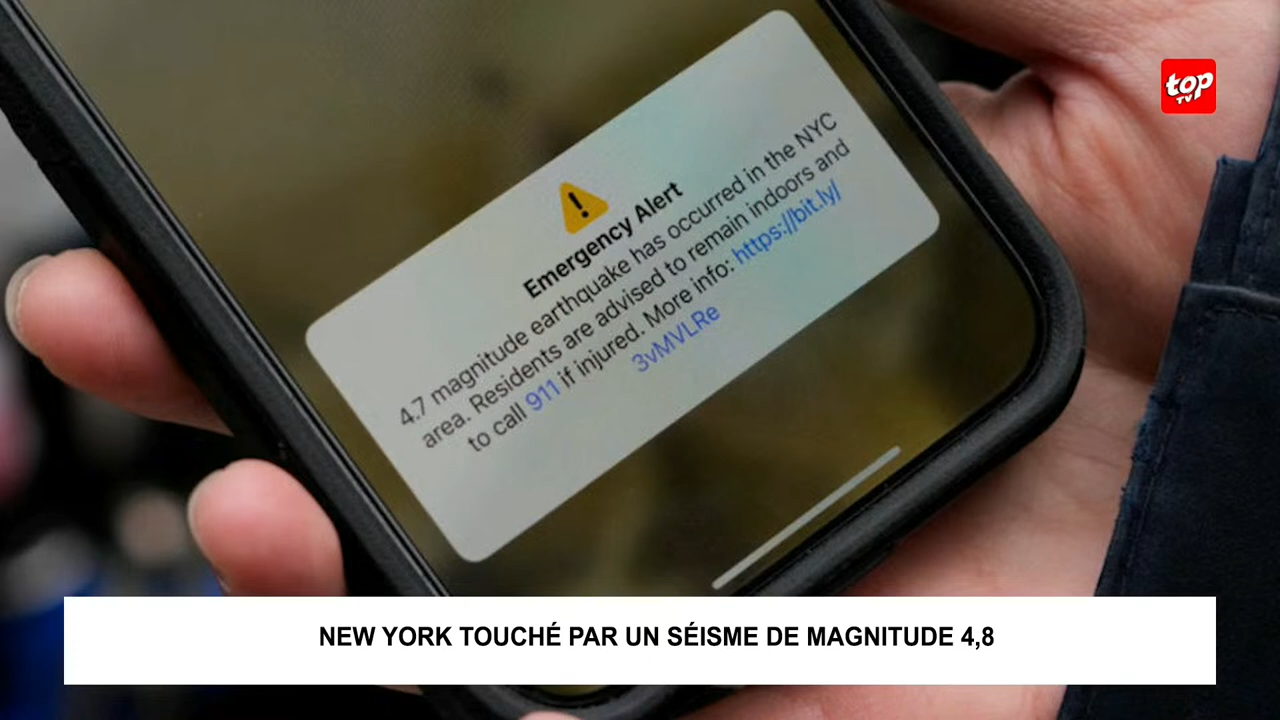 top
TV
Emergency Alert
4.7 magnitude earthquake has occurred in the NYC
area. Residents are advised to remain indoors and
to call 911 if injured. More info: https://bit.ly/
3vMVLRe
NEW YORK TOUCHÉ PAR UN SÉISME DE MAGNITUDE 4,8